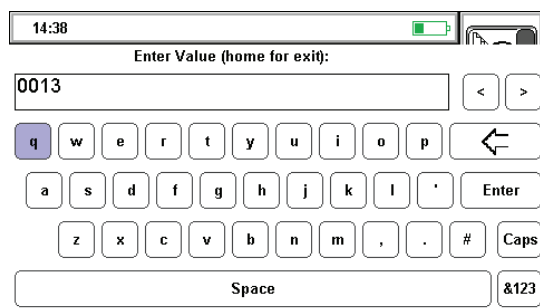 14:38
Enter Value (home for exit):
0013
< >
q w e r t y u i o p
a s d f g h j k l ' Enter
z x c v b n m , . # Caps
Space &123